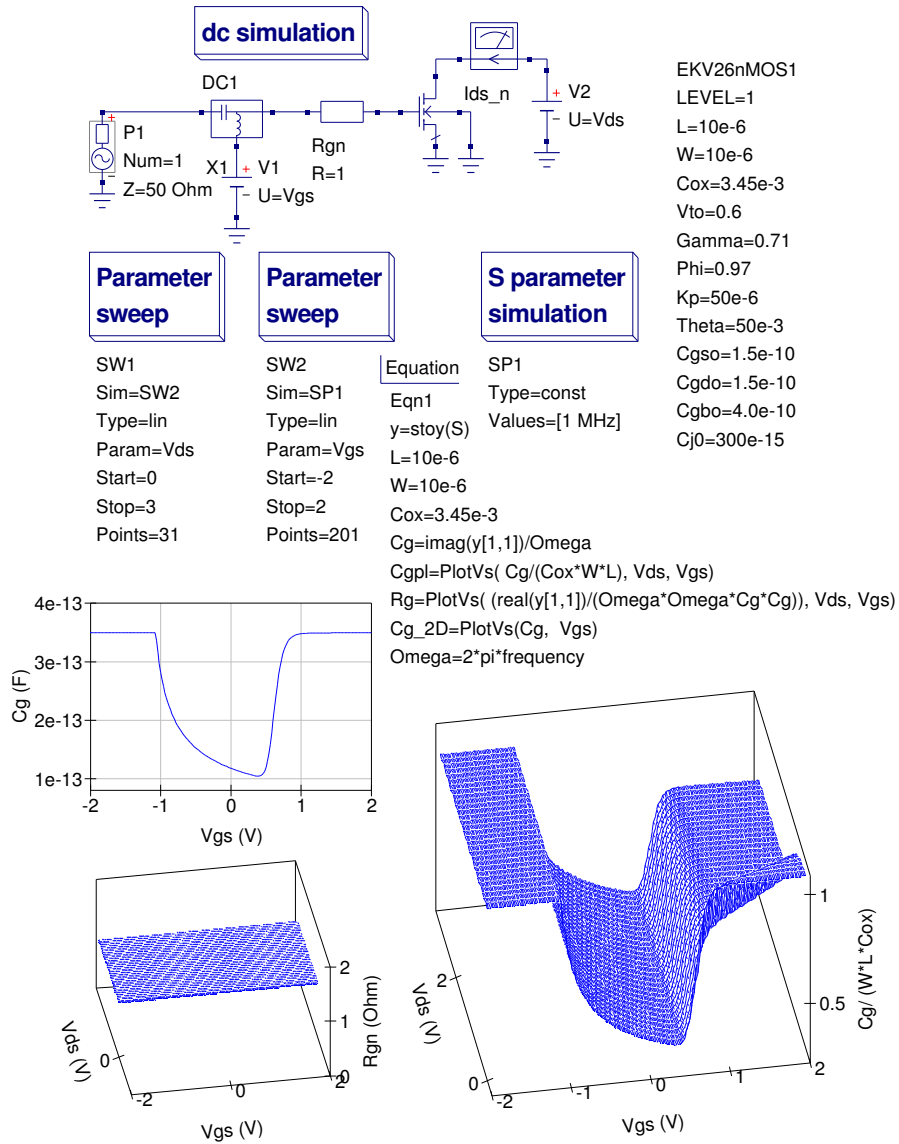 dc simulation
DC1
P1
Num=1
Z=50 Ohm
X1
V1
U=Vgs
Rgn
R=1
Ids_n
V2
U=Vds
EKV26nMOS1
LEVEL=1
L=10e-6
W=10e-6
Cox=3.45e-3
Vto=0.6
Gamma=0.71
Phi=0.97
Kp=50e-6
Theta=50e-3
Cgso=1.5e-10
Cgdo=1.5e-10
Cgbo=4.0e-10
Cj0=300e-15
Parameter
sweep
SW1
Sim=SW2
Type=lin
Param=Vds
Start=0
Stop=3
Points=31
Parameter
sweep
SW2
Sim=SP1
Type=lin
Param=Vgs
Start=-2
Stop=2
Points=201
S parameter
simulation
SP1
Type=const
Values=[1 MHz]
Equation
Eqn1
y=stoy(S)
L=10e-6
W=10e-6
Cox=3.45e-3
Cg=imag(y[1,1])/Omega
Cgpl=PlotVs( Cg/(Cox*W*L), Vds, Vgs)
Rg=PlotVs( (real(y[1,1])/(Omega*Omega*Cg*Cg)), Vds, Vgs)
Cg_2D=PlotVs(Cg, Vgs)
Omega=2*pi*frequency
4e-13
3e-13
2e-13
1e-13
Cg (F)
-2
-1
0
1
2
Vgs (V)
2
1
0
Rgn (Ohm)
Vds (V)
0
-2
0
2
Vgs (V)
1
0.5
Cg/ (W*L*Cox)
2
0
Vds (V)
-2
-1
0
1
2
Vgs (V)